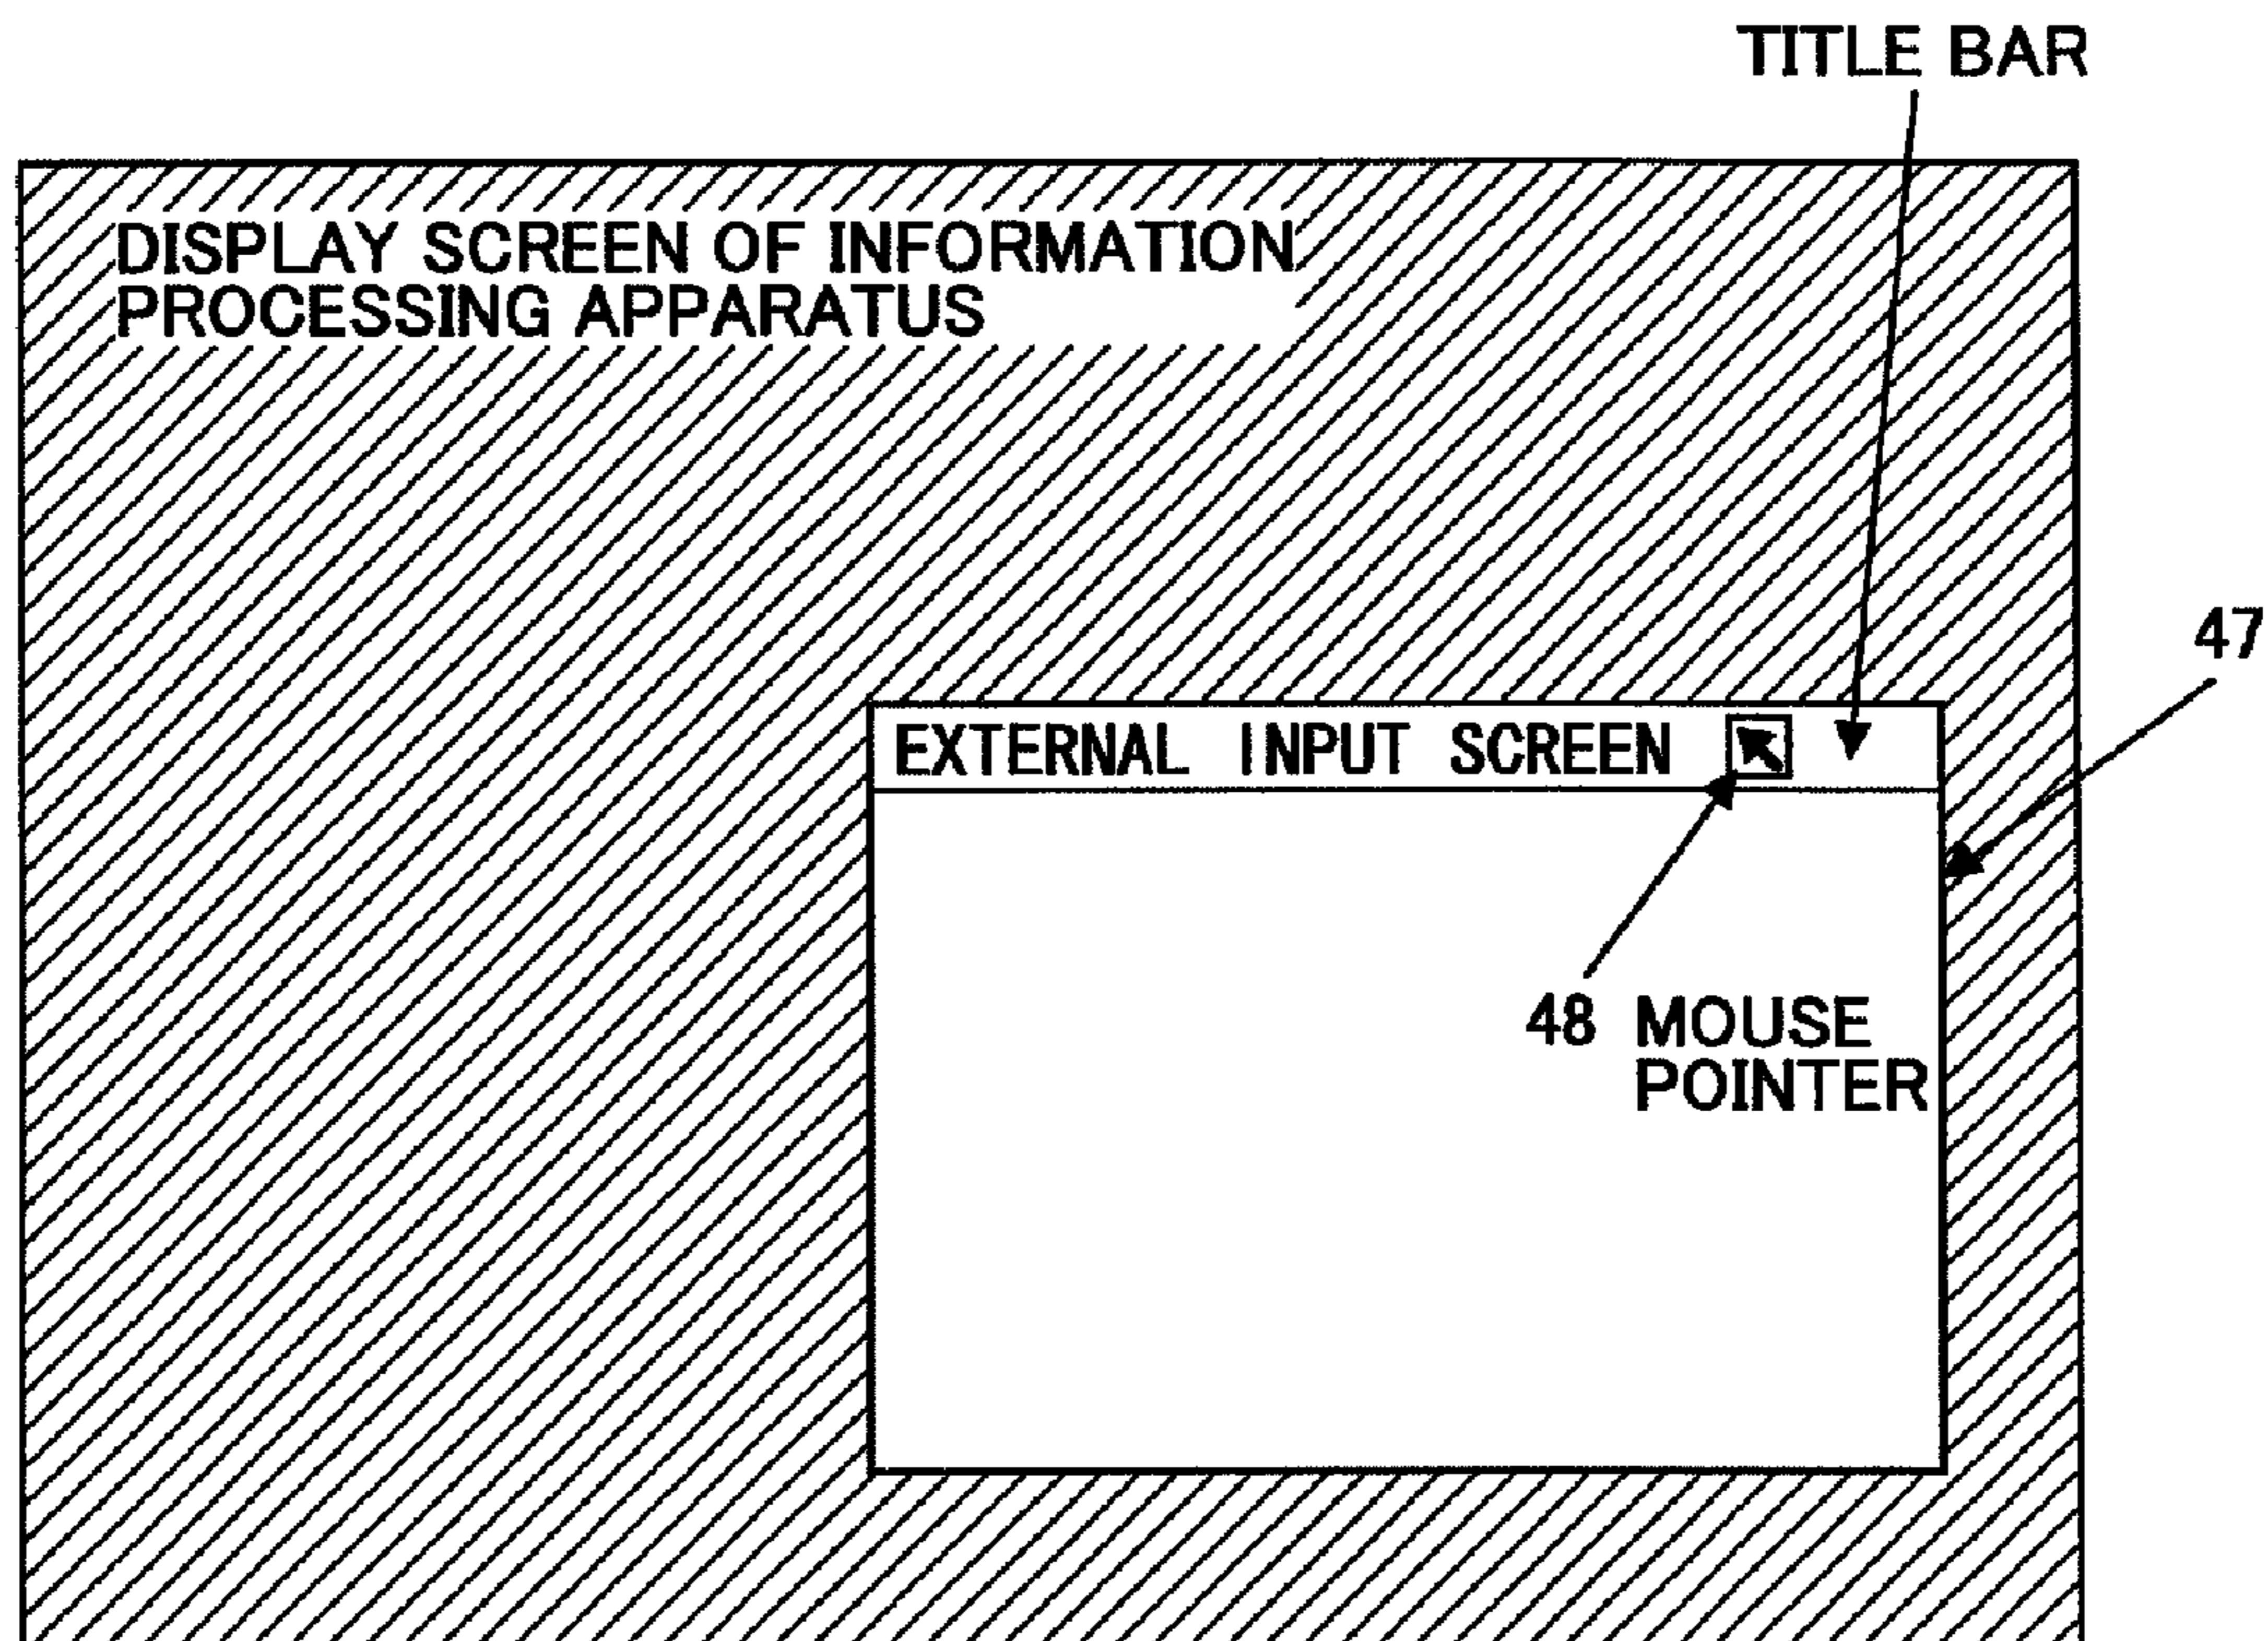 TITLE BAR
DISPLAY SCREEN OF INFORMATION
PROCESSING APPARATUS
47
EXTERNAL INPUT SCREEN
48 MOUSE
POINTER